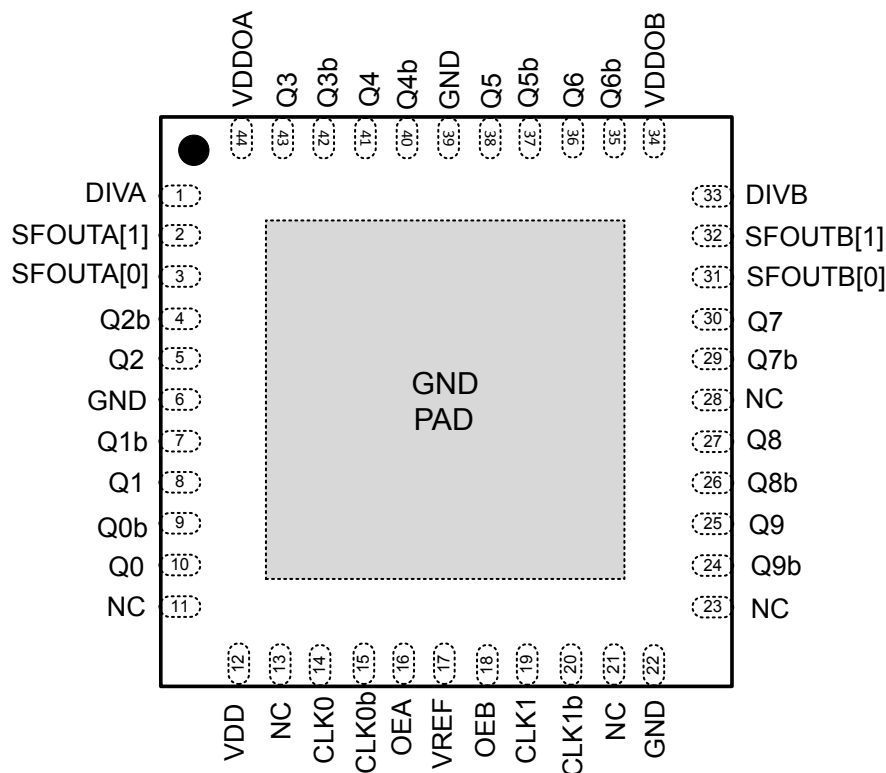 VDDOA
Q3
Q3b
Q4
Q4b
GND
Q5
Q5b
Q6
Q6b
VDDOB
44
43
42
41
40
39
38
37
36
35
34
DIVA 1
SFOUTA[1] 2
SFOUTA[0] 3
Q2b 4
Q2 5
GND 6
Q1b 7
Q1 8
Q0b 9
Q0 10
NC 11
GND
PAD
33 DIVB
32 SFOUTB[1]
31 SFOUTB[0]
30 Q7
29 Q7b
28 NC
27 Q8
26 Q8b
25 Q9
24 Q9b
23 NC
12
13
14
15
16
17
18
19
20
21
22
VDD
NC
CLK0
CLK0b
OEA
VREF
OEB
CLK1
CLK1b
NC
GND